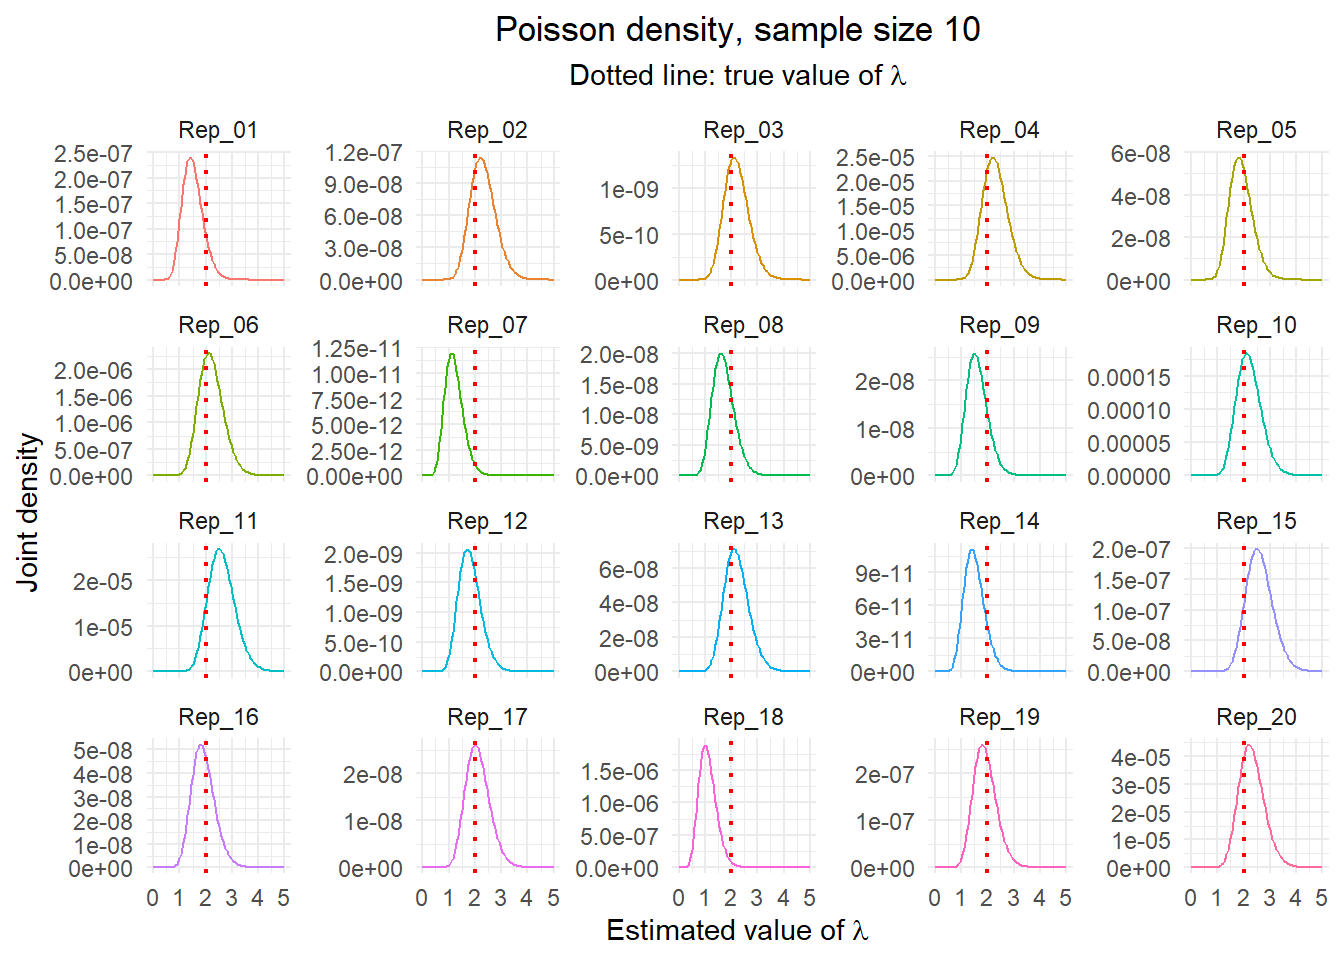 Poisson density, sample size 10
Dotted line: true value of λ
Rep_01 Rep_02 Rep_03 Rep_04 Rep_05
2.5e-07
2.0e-07
1.5e-07
1.0e-07
5.0e-08
0.0e+00
1.2e-07
9.0e-08
6.0e-08
3.0e-08
0.0e+00
1e-09
5e-10
0e+00
2.5e-05
2.0e-05
1.5e-05
1.0e-05
5.0e-06
0.0e+00
6e-08
4e-08
2e-08
0e+00
Rep_06 Rep_07 Rep_08 Rep_09 Rep_10
2.0e-06
1.5e-06
1.0e-06
5.0e-07
0.0e+00
1.25e-11
1.00e-11
7.50e-12
5.00e-12
2.50e-12
0.00e+00
2.0e-08
1.5e-08
1.0e-08
5.0e-09
0.0e+00
2e-08
1e-08
0e+00
0.00015
0.00010
0.00005
0.00000
Rep_11 Rep_12 Rep_13 Rep_14 Rep_15
2e-05
1e-05
0e+00
2.0e-09
1.5e-09
1.0e-09
5.0e-10
0.0e+00
6e-08
4e-08
2e-08
0e+00
9e-11
6e-11
3e-11
0e+00
2.0e-07
1.5e-07
1.0e-07
5.0e-08
0.0e+00
Rep_16 Rep_17 Rep_18 Rep_19 Rep_20
5e-08
4e-08
3e-08
2e-08
1e-08
0e+00
2e-08
1e-08
0e+00
1.5e-06
1.0e-06
5.0e-07
0.0e+00
2e-07
1e-07
0e+00
4e-05
3e-05
2e-05
1e-05
0e+00
0 1 2 3 4 5 0 1 2 3 4 5 0 1 2 3 4 5 0 1 2 3 4 5 0 1 2 3 4 5
Estimated value of λ
Joint density